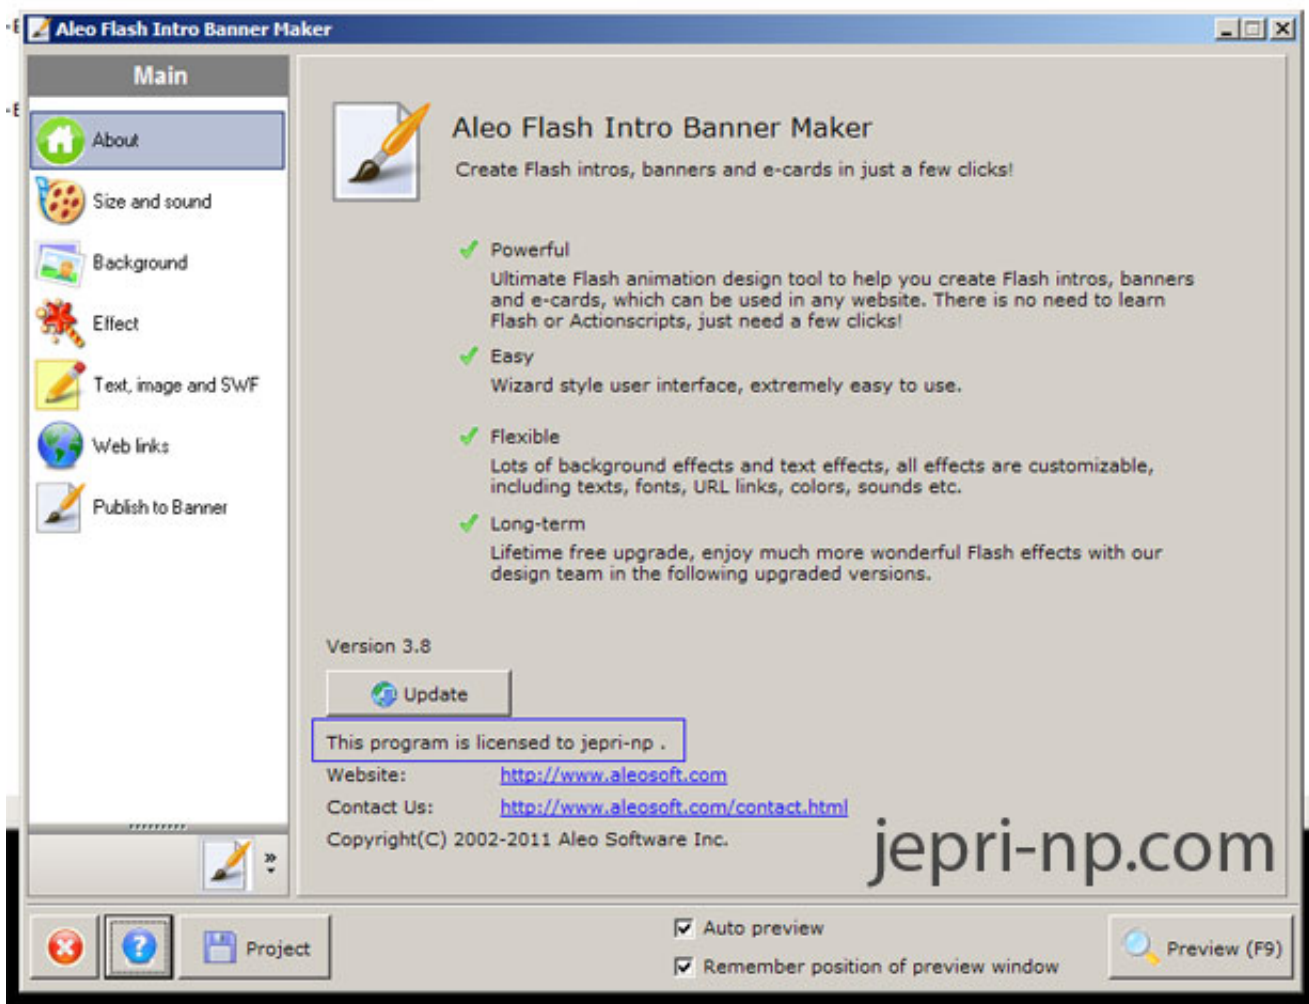 Aleo Flash Intro Banner Maker
Main
About
Size and sound
Background
Effect
Text, image and SWF
Web links
Publish to Banner
Aleo Flash Intro Banner Maker
Create Flash intros, banners and e-cards in just a few clicks!
Powerful
Ultimate Flash animation design tool to help you create Flash intros, banners
and e-cards, which can be used in any website. There is no need to learn
Flash or Actionscripts, just need a few clicks!
Easy
Wizard style user interface, extremely easy to use.
Flexible
Lots of background effects and text effects, all effects are customizable,
including texts, fonts, URL links, colors, sounds etc.
Long-term
Lifetime free upgrade, enjoy much more wonderful Flash effects with our
design team in the following upgraded versions.
Version 3.8
Update
This program is licensed to jepri-np .
Website: http://www.aleosoft.com
Contact Us: http://www.aleosoft.com/contact.html
Copyright(C) 2002-2011 Aleo Software Inc.
jepri-np.com
Project
Auto preview
Remember position of preview window
Preview (F9)